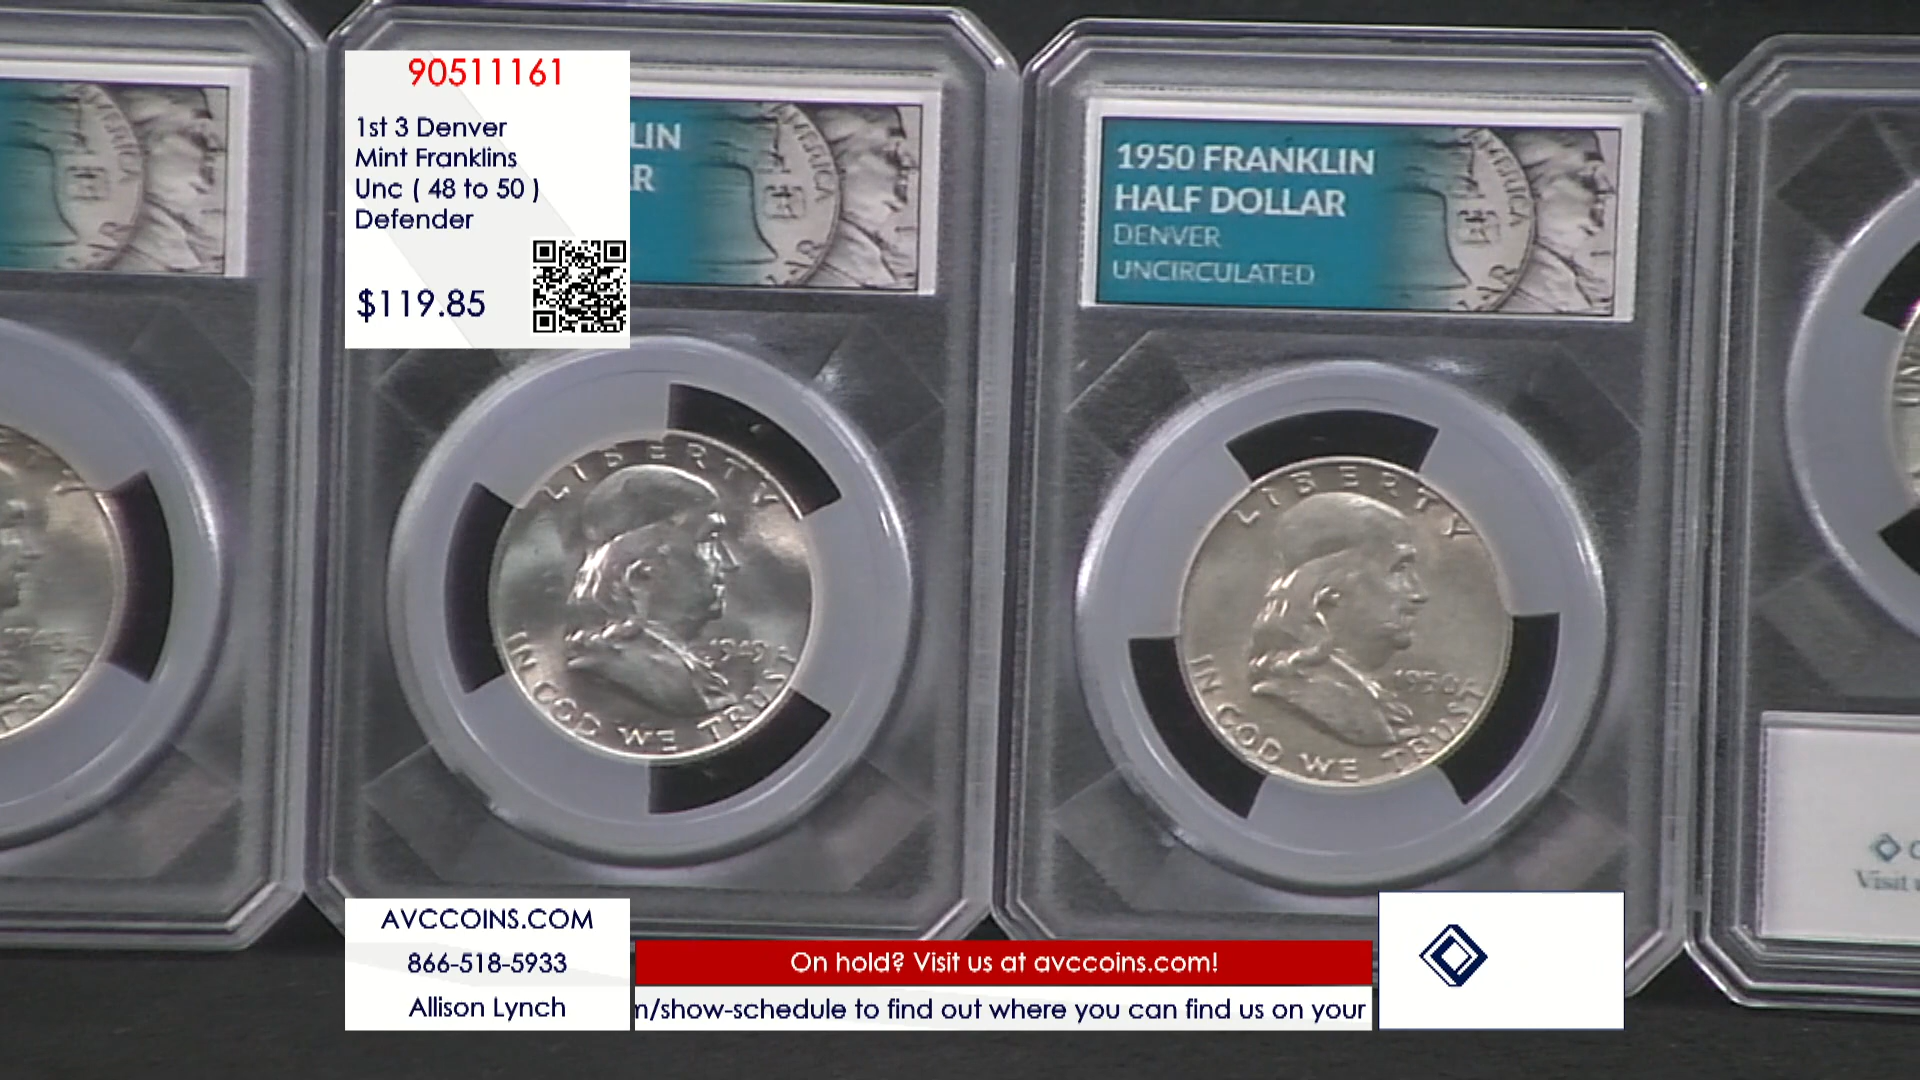 90511161
1st 3 Denver
Mint Franklins
Unc ( 48 to 50 )
Defender
$119.85
LIN
R
AMERICA
1950 FRANKLIN
HALF DOLLAR
DENVER
UNCIRCULATED
AMERICA
LIBERTY
1949
IN GOD WE TRUST
LIBERTY
1950
IN GOD WE TRUST
Visit
AVCCOINS.COM
866-518-5933
Allison Lynch
On hold? Visit us at avccoins.com!
/show-schedule to find out where you can find us on your